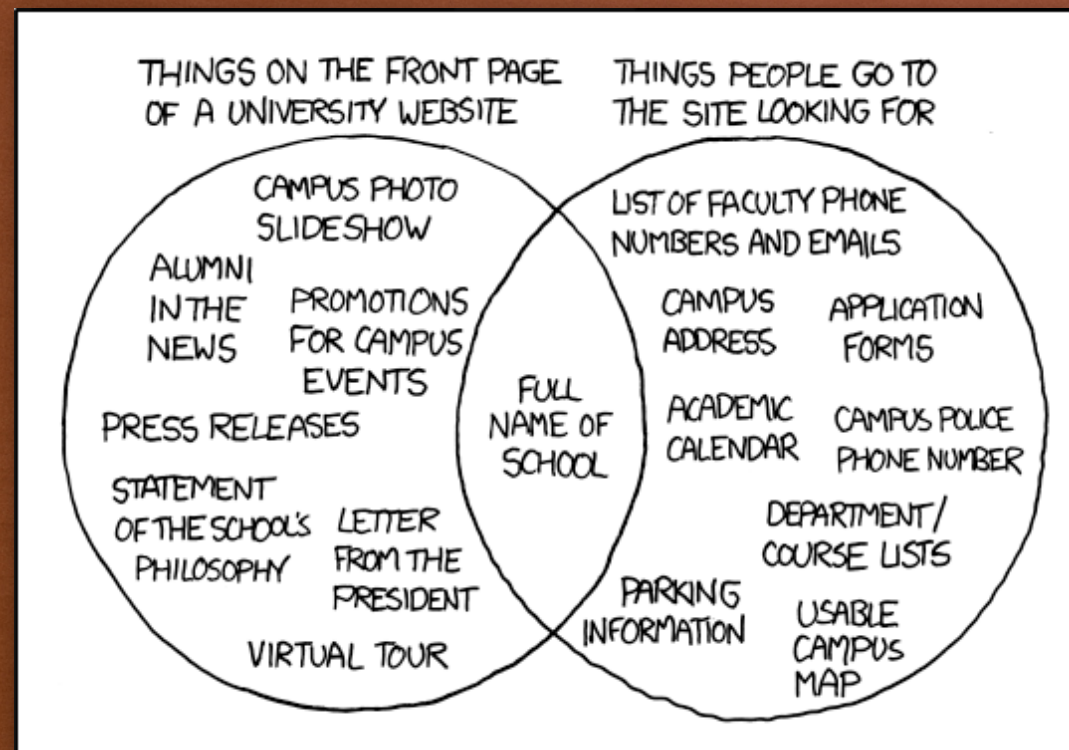 THINGS ON THE FRONT PAGE
OF A UNIVERSITY WEBSITE
THINGS PEOPLE GO TO
THE SITE LOOKING FOR
CAMPUS PHOTO
SLIDESHOW
ALUMNI
IN THE
NEWS
PROMOTIONS
FOR CAMPUS
EVENTS
PRESS RELEASES
STATEMENT
OF THE SCHOOL'S
PHILOSOPHY
LETTER
FROM THE
PRESIDENT
VIRTUAL TOUR
FULL
NAME OF
SCHOOL
LIST OF FACULTY PHONE
NUMBERS AND EMAILS
CAMPUS
ADDRESS
APPLICATION
FORMS
ACADEMIC
CALENDAR
CAMPUS POLICE
PHONE NUMBER
DEPARTMENT/
COURSE LISTS
PARKING
INFORMATION
USABLE
CAMPUS
MAP